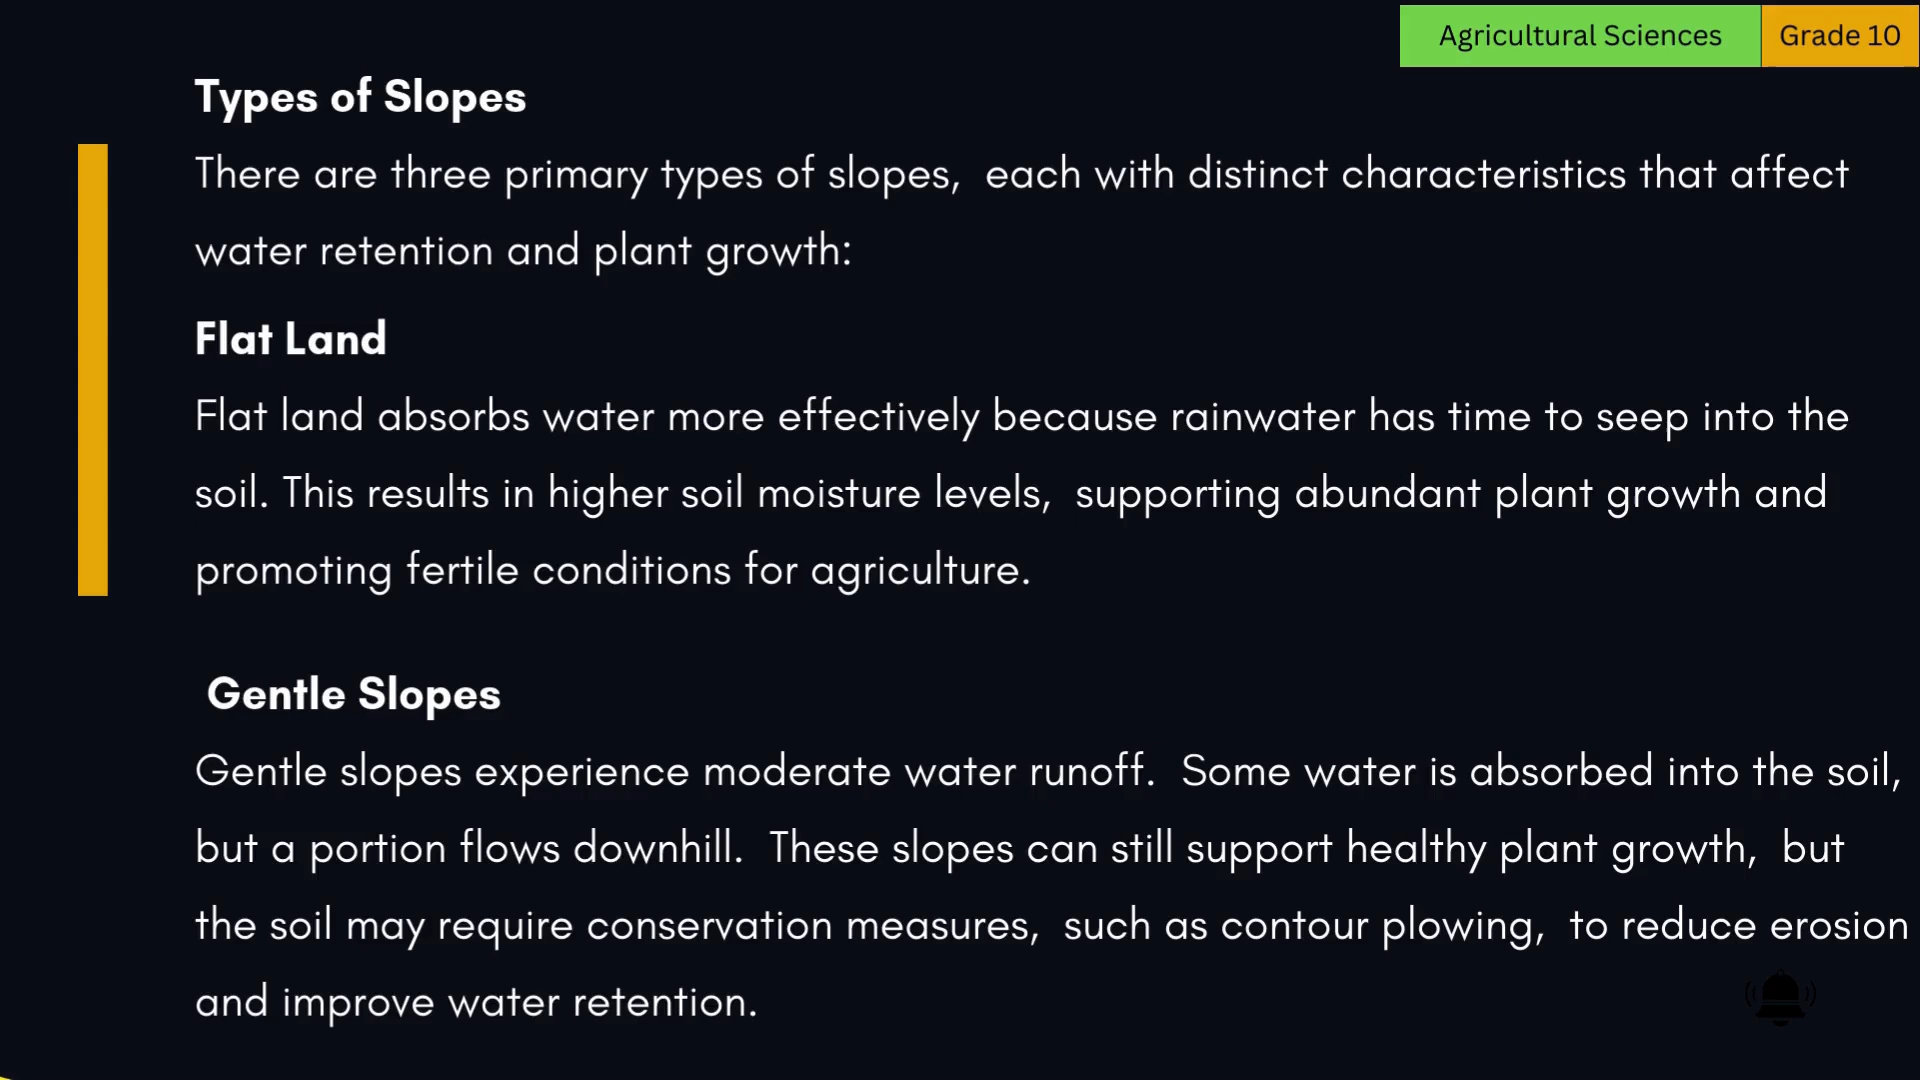 Agricultural Sciences Grade 10
Types of Slopes
There are three primary types of slopes, each with distinct characteristics that affect
water retention and plant growth:
Flat Land
Flat land absorbs water more effectively because rainwater has time to seep into the
soil. This results in higher soil moisture levels, supporting abundant plant growth and
promoting fertile conditions for agriculture.
Gentle Slopes
Gentle slopes experience moderate water runoff. Some water is absorbed into the soil,
but a portion flows downhill. These slopes can still support healthy plant growth, but
the soil may require conservation measures, such as contour plowing, to reduce erosion
and improve water retention.